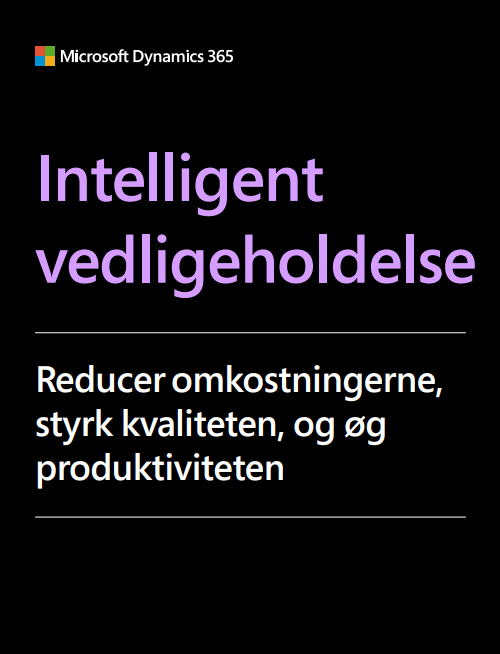 Microsoft Dynamics 365
Intelligent
vedligeholdelse
Reducer omkostningerne,
styrk kvaliteten, og øg
produktiviteten